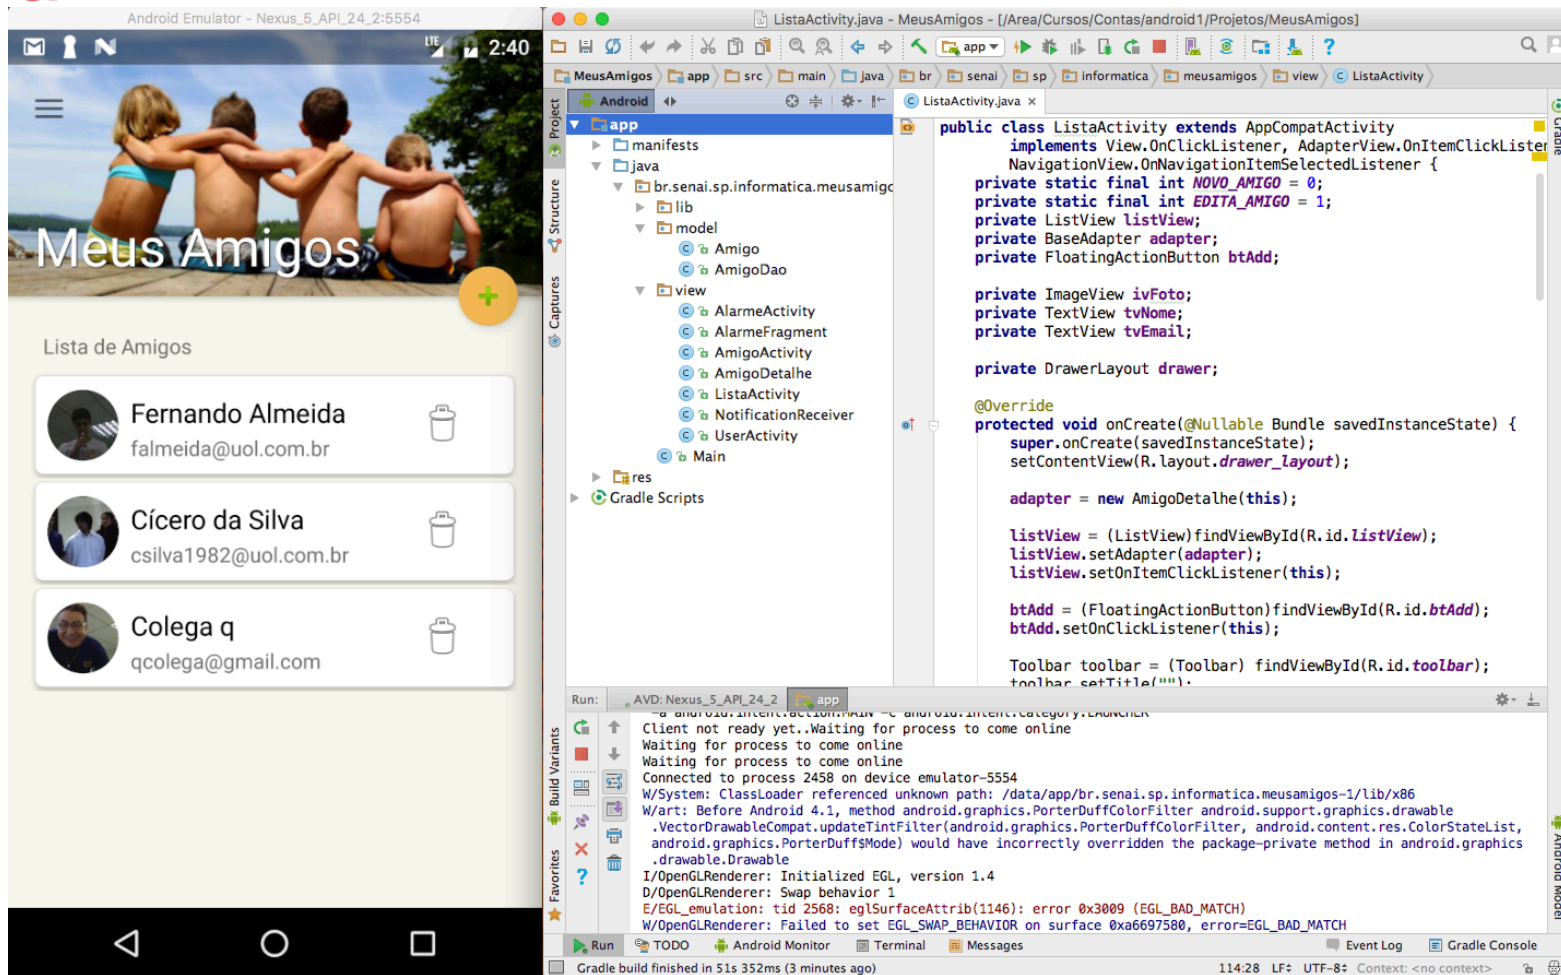 Android Emulator - Nexus_5_API_24_2:5554
LTE 2:40
Meus Amigos
Lista de Amigos
Fernando Almeida
falmeida@uol.com.br
Cícero da Silva
csilva1982@uol.com.br
Colega q
qcolega@gmail.com
ListaActivity.java - MeusAmigos - [/Area/Cursos/Contas/android1/Projetos/MeusAmigos]
app
MeusAmigos app src main java br senai sp informatica meusamigos view ListaActivity
Android
ListaActivity.java
Project
Structure
Captures
Build Variants
Favorites
Gradle
Android Model
app
manifests
java
br.senai.sp.informatica.meusamigo
lib
model
Amigo
AmigoDao
view
AlarmeActivity
AlarmeFragment
AmigoActivity
AmigoDetalhe
ListaActivity
NotificationReceiver
UserActivity
Main
res
Gradle Scripts
public class ListaActivity extends AppCompatActivity
implements View.OnClickListener, AdapterView.OnItemClickListen
NavigationView.OnNavigationItemSelectedListener {
private static final int NOVO_AMIGO = 0;
private static final int EDITA_AMIGO = 1;
private ListView listView;
private BaseAdapter adapter;
private FloatingActionButton btAdd;
private ImageView ivFoto;
private TextView tvNome;
private TextView tvEmail;
private DrawerLayout drawer;
@Override
protected void onCreate(@Nullable Bundle savedInstanceState) {
super.onCreate(savedInstanceState);
setContentView(R.layout.drawer_layout);
adapter = new AmigoDetalhe(this);
listView = (ListView)findViewById(R.id.listView);
listView.setAdapter(adapter);
listView.setOnItemClickListener(this);
btAdd = (FloatingActionButton)findViewById(R.id.btAdd);
btAdd.setOnClickListener(this);
Toolbar toolbar = (Toolbar) findViewById(R.id.toolbar);
toolbar.setTitle("");
Run: AVD: Nexus_5_API_24_2 app
-a android.intent.action.MAIN -c android.intent.category.LAUNCHER
Client not ready yet..Waiting for process to come online
Waiting for process to come online
Waiting for process to come online
Connected to process 2458 on device emulator-5554
W/System: ClassLoader referenced unknown path: /data/app/br.senai.sp.informatica.meusamigos-1/lib/x86
W/art: Before Android 4.1, method android.graphics.PorterDuffColorFilter android.support.graphics.drawable
.VectorDrawableCompat.updateTintFilter(android.graphics.PorterDuffColorFilter, android.content.res.ColorStateList,
android.graphics.PorterDuff$Mode) would have incorrectly overridden the package-private method in android.graphics
.drawable.Drawable
I/OpenGLRenderer: Initialized EGL, version 1.4
D/OpenGLRenderer: Swap behavior 1
E/EGL_emulation: tid 2568: eglSurfaceAttrib(1146): error 0x3009 (EGL_BAD_MATCH)
W/OpenGLRenderer: Failed to set EGL_SWAP_BEHAVIOR on surface 0xa6697580, error=EGL_BAD_MATCH
Run TODO Android Monitor Terminal Messages Event Log Gradle Console
Gradle build finished in 51s 352ms (3 minutes ago) 114:28 LF UTF-8 Context: <no context>